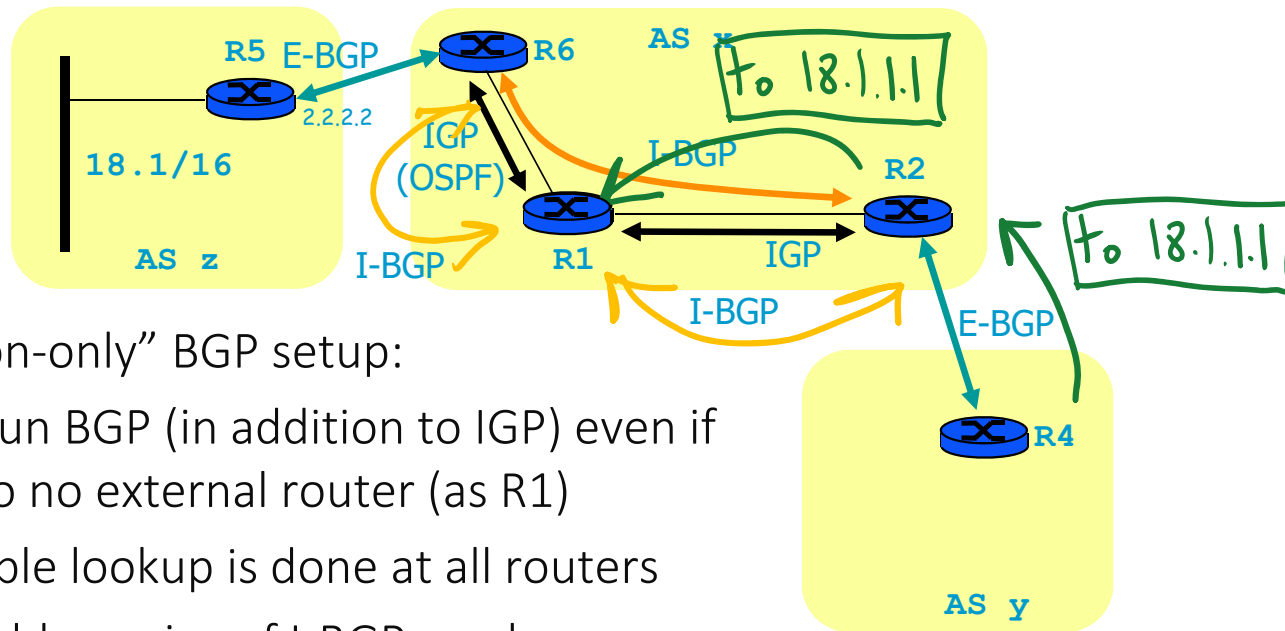 R5 E-BGP
R6
AS x
to 18.1.1.1
2.2.2.2
IGP
(OSPF)
I-BGP
R2
18.1/16
to 18.1.1.1
AS z
I-BGP
R1
IGP
I-BGP
E-BGP
on-only” BGP setup:
un BGP (in addition to IGP) even if
o no external router (as R1)
R4
ble lookup is done at all routers
AS y